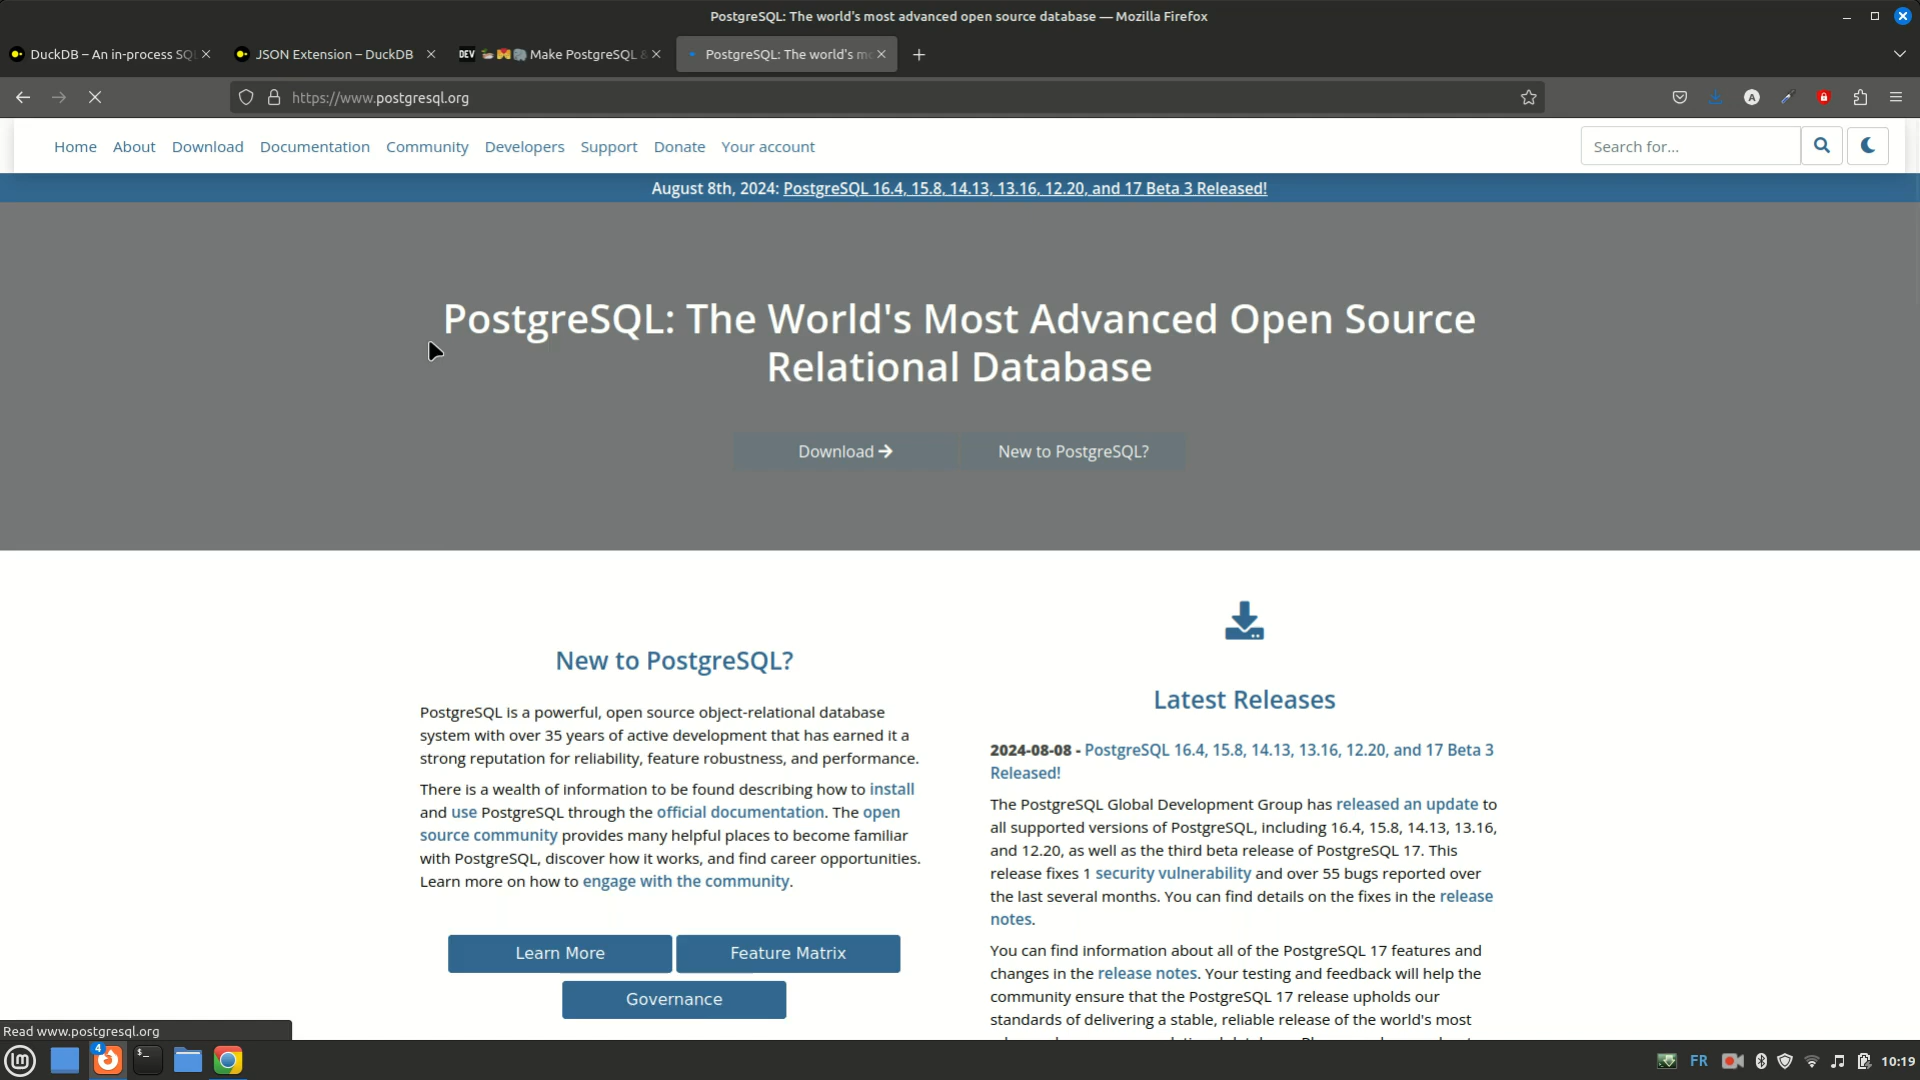 PostgreSQL: The world's most advanced open source database — Mozilla Firefox
DuckDB – An in-process SQL
JSON Extension – DuckDB
DEV Make PostgreSQL &
PostgreSQL: The world's mo
https://www.postgresql.org
A
Home About Download Documentation Community Developers Support Donate Your account
Search for...
August 8th, 2024: PostgreSQL 16.4, 15.8, 14.13, 13.16, 12.20, and 17 Beta 3 Released!
PostgreSQL: The World's Most Advanced Open Source
Relational Database
Download
New to PostgreSQL?
New to PostgreSQL?
PostgreSQL is a powerful, open source object-relational database
system with over 35 years of active development that has earned it a
strong reputation for reliability, feature robustness, and performance.
There is a wealth of information to be found describing how to install
and use PostgreSQL through the official documentation. The open
source community provides many helpful places to become familiar
with PostgreSQL, discover how it works, and find career opportunities.
Learn more on how to engage with the community.
Learn More
Feature Matrix
Governance
Latest Releases
2024-08-08 - PostgreSQL 16.4, 15.8, 14.13, 13.16, 12.20, and 17 Beta 3
Released!
The PostgreSQL Global Development Group has released an update to
all supported versions of PostgreSQL, including 16.4, 15.8, 14.13, 13.16,
and 12.20, as well as the third beta release of PostgreSQL 17. This
release fixes 1 security vulnerability and over 55 bugs reported over
the last several months. You can find details on the fixes in the release
notes.
You can find information about all of the PostgreSQL 17 features and
changes in the release notes. Your testing and feedback will help the
community ensure that the PostgreSQL 17 release upholds our
standards of delivering a stable, reliable release of the world's most
Read www.postgresql.org
4
FR
10:19